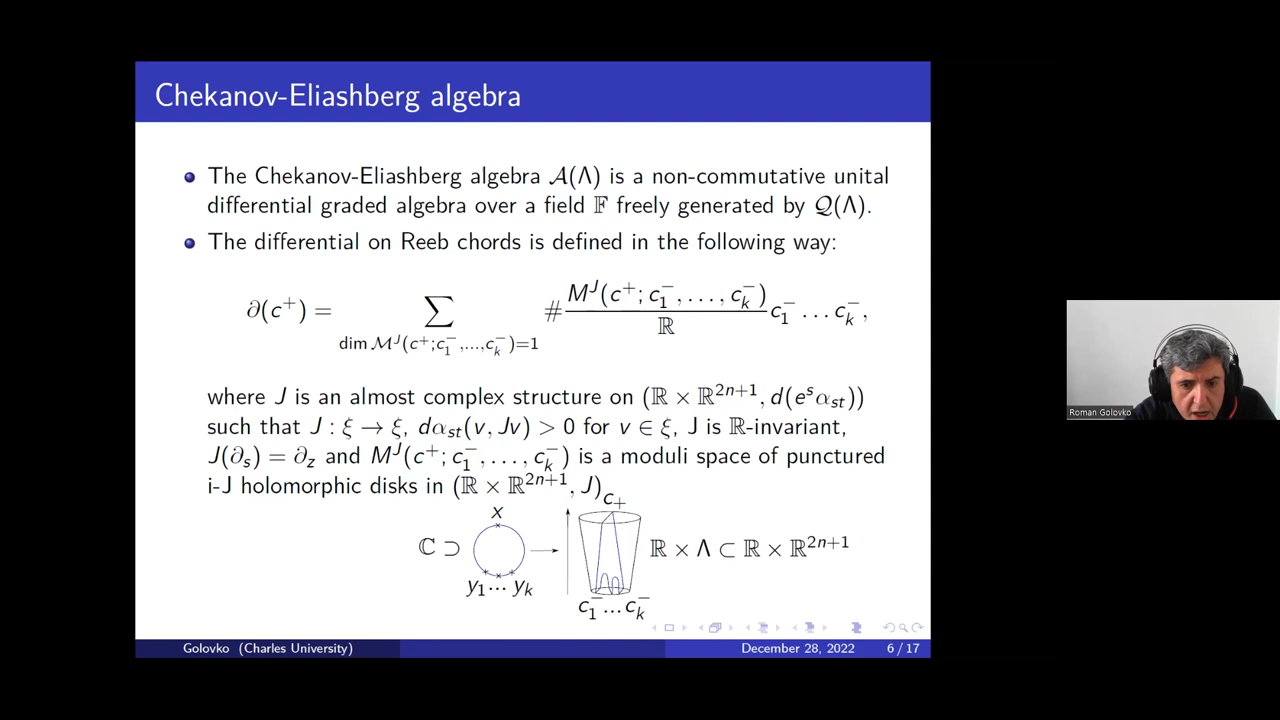 Chekanov-Eliashberg algebra
The Chekanov-Eliashberg algebra 𝒜(Λ) is a non-commutative unital
differential graded algebra over a field 𝔽 freely generated by 𝒬(Λ).
The differential on Reeb chords is defined in the following way:
∂(c⁺) = ∑_{dim ℳ^J(c⁺;c₁⁻,...,c_k⁻)=1} # M^J(c⁺; c₁⁻, . . . , c_k⁻)/ℝ c₁⁻ . . . c_k⁻,
where J is an almost complex structure on (ℝ × ℝ²ⁿ⁺¹, d(eˢα_st))
such that J : ξ → ξ, dα_st(v, Jv) > 0 for v ∈ ξ, J is ℝ-invariant,
J(∂_s) = ∂_z and M^J(c⁺; c₁⁻, . . . , c_k⁻) is a moduli space of punctured
i-J holomorphic disks in (ℝ × ℝ²ⁿ⁺¹, J)
x
c₊
ℂ ⊃
ℝ × Λ ⊂ ℝ × ℝ²ⁿ⁺¹
y₁... y_k
c₁⁻...c_k⁻
Golovko (Charles University)
December 28, 2022
6 / 17
Roman Golovko